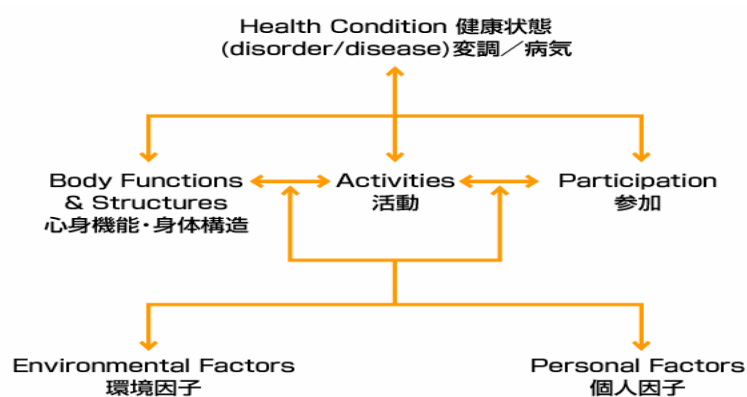 Health Condition 健康状態
(disorder/disease)変調／病気
Body Functions
& Structures
心身機能・身体構造
Activities
活動
Participation
参加
Environmental Factors
環境因子
Personal Factors
個人因子